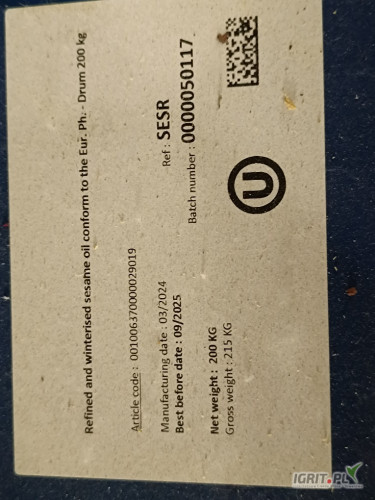 Refined and winterised sesame oil conform to the Eur. Ph. - Drum 200 kg
Article code : 001006370000029019
Ref : SESR
Manufacturing date : 03/2024
Batch number : 0000050117
Best before date : 09/2025
Net weight : 200 KG
Gross weight : 215 KG
U
IGRIT.PL